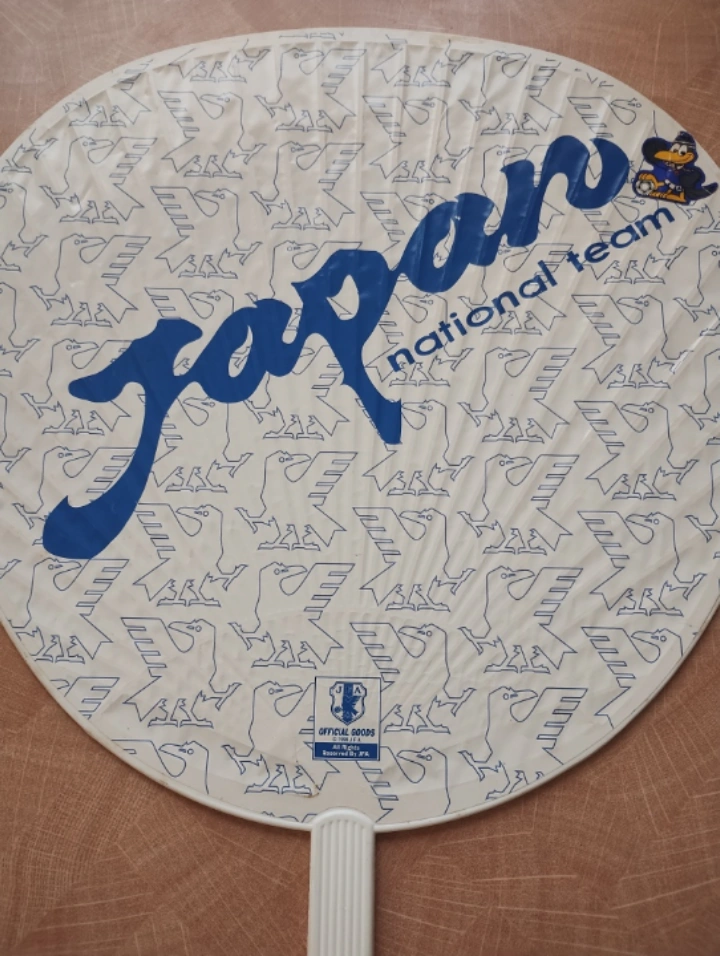 Japan
national team
J A
OFFICIAL GOODS
All Rights
Reserved By JFA